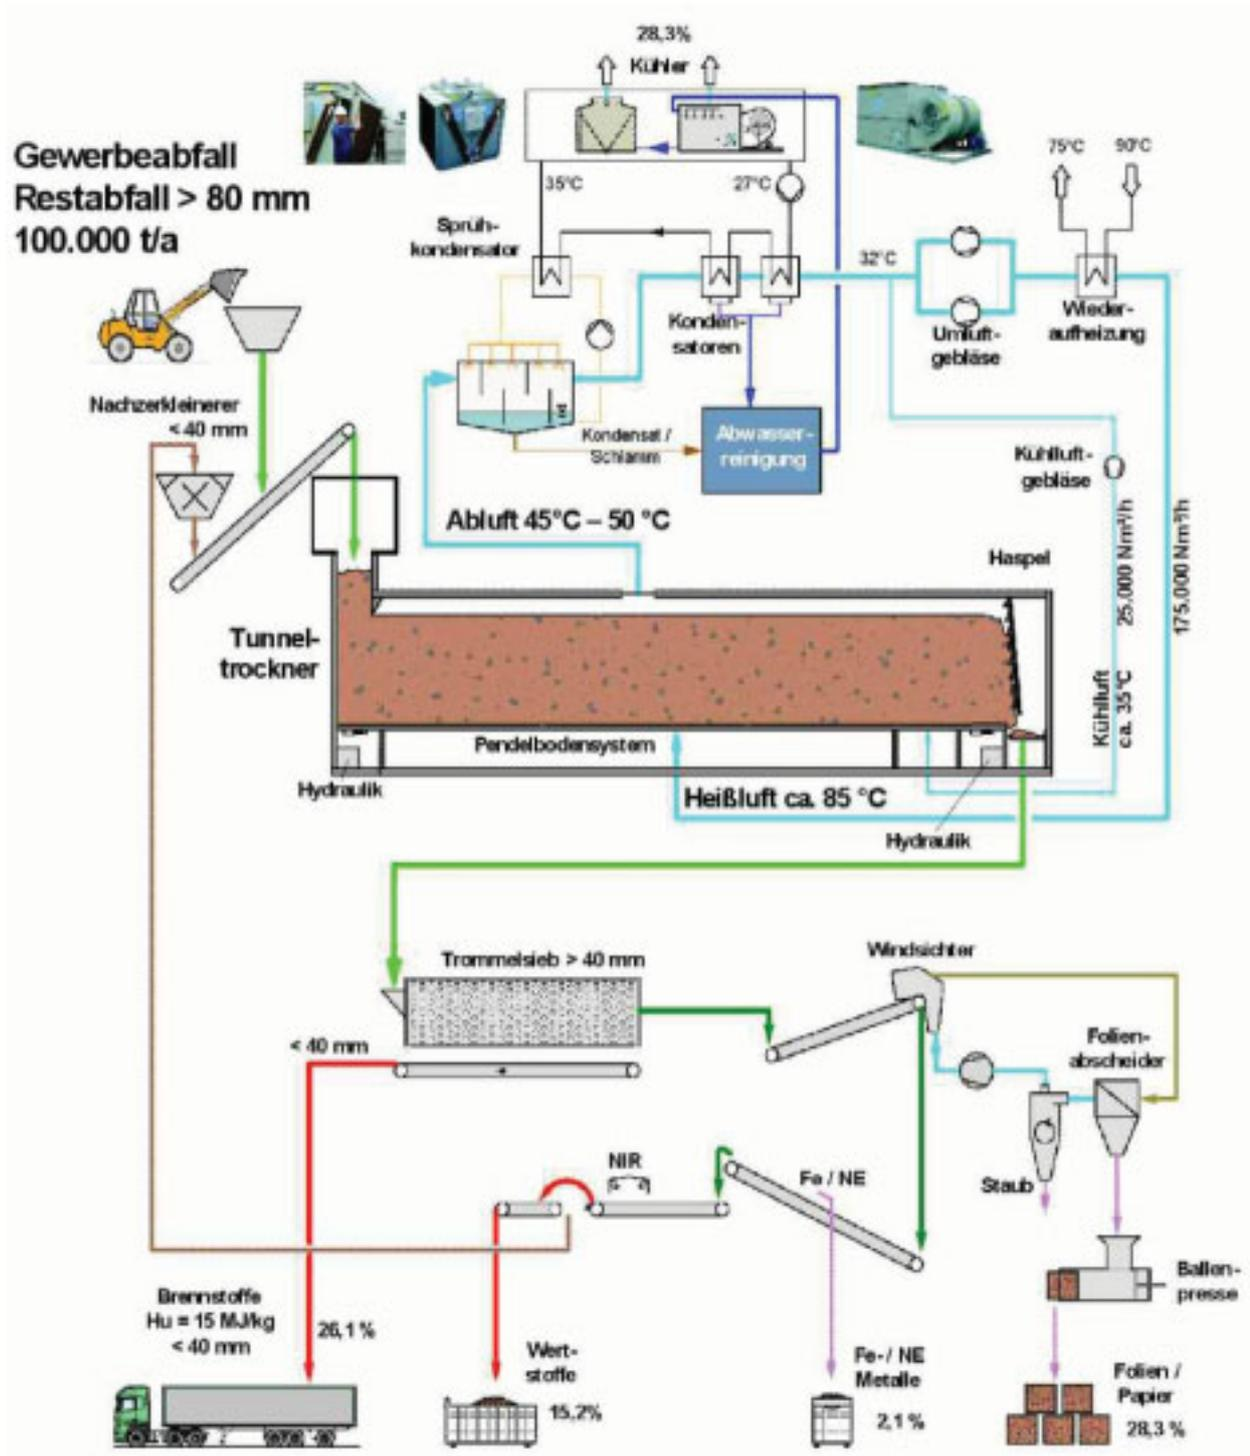 28,3%
Kühler
Gewerbeabfall
Restabfall > 80 mm
100.000 t/a
35°C
27°C
75°C
90°C
Sprüh-
kondensator
32°C
Konden-
satoren
Umluft-
gebläse
Wieder-
aufheizung
Nachzerkleinerer
< 40 mm
Kondensat /
Schlamm
Abwasser-
reinigung
Kühlluft-
gebläse
Abluft 45°C – 50 °C
Haspel
25.000 Nm³/h
175.000 Nm³/h
Tunnel-
trockner
Kühlluft
ca. 35°C
Pendelbodensystem
Hydraulik
Heißluft ca. 85 °C
Hydraulik
Trommelsieb > 40 mm
Windsichter
< 40 mm
Folien-
abscheider
NIR
Fe / NE
Staub
Ballen-
presse
Brennstoffe
Hu = 15 MJ/kg
< 40 mm
26,1 %
Wert-
stoffe
15,2%
Fe- / NE
Metalle
2,1 %
Folien /
Papier
28,3 %